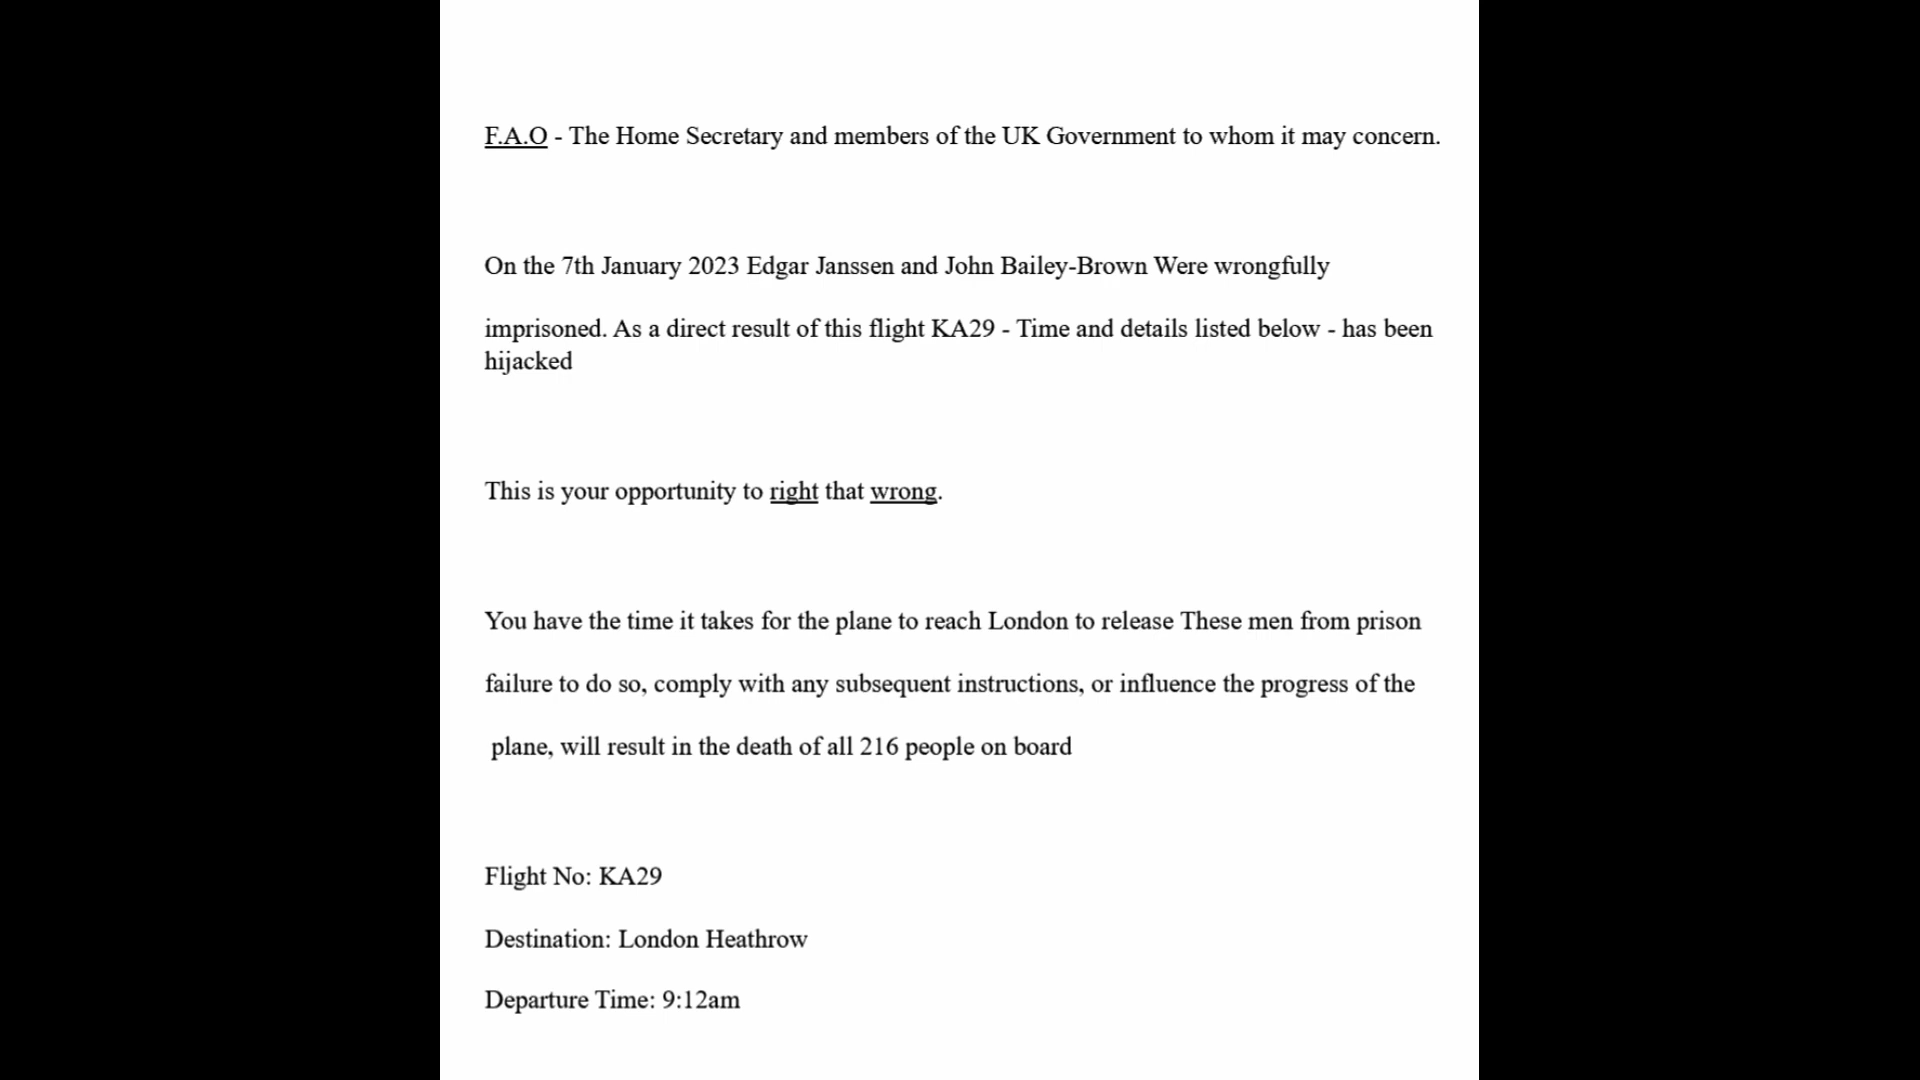 F.A.O - The Home Secretary and members of the UK Government to whom it may concern.
On the 7th January 2023 Edgar Janssen and John Bailey-Brown Were wrongfully
imprisoned. As a direct result of this flight KA29 - Time and details listed below - has been
hijacked
This is your opportunity to right that wrong.
You have the time it takes for the plane to reach London to release These men from prison
failure to do so, comply with any subsequent instructions, or influence the progress of the
plane, will result in the death of all 216 people on board
Flight No: KA29
Destination: London Heathrow
Departure Time: 9:12am